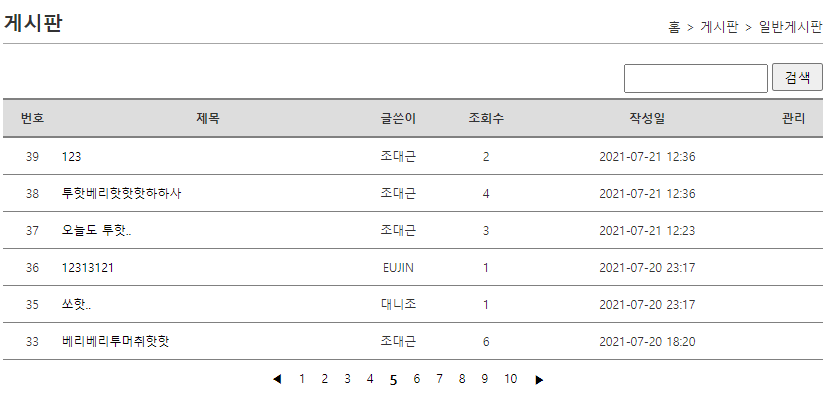 게시판
홈 > 게시판 > 일반게시판
검색
번호 제목 글쓴이 조회수 작성일 관리
39 123 조대근 2 2021-07-21 12:36
38 투핫베리핫핫핫하하사 조대근 4 2021-07-21 12:36
37 오늘도 투핫.. 조대근 3 2021-07-21 12:23
36 12313121 EUJIN 1 2021-07-20 23:17
35 쏘핫.. 대니조 1 2021-07-20 23:17
33 베리베리투머취핫핫 조대근 6 2021-07-20 18:20
◀ 1 2 3 4 5 6 7 8 9 10 ▶